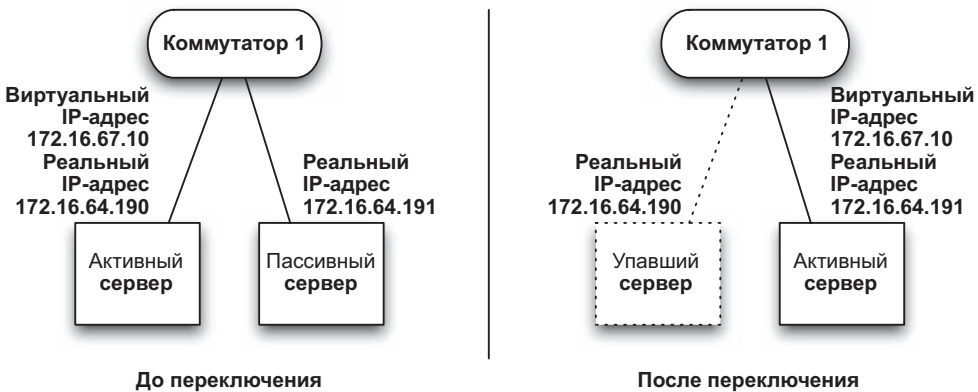 Коммутатор 1
Виртуальный
IP-адрес
172.16.67.10
Реальный
IP-адрес
172.16.64.190
Реальный
IP-адрес
172.16.64.191
Активный
сервер
Пассивный
сервер
До переключения
Коммутатор 1
Реальный
IP-адрес
172.16.64.190
Виртуальный
IP-адрес
172.16.67.10
Реальный
IP-адрес
172.16.64.191
Упавший
сервер
Активный
сервер
После переключения